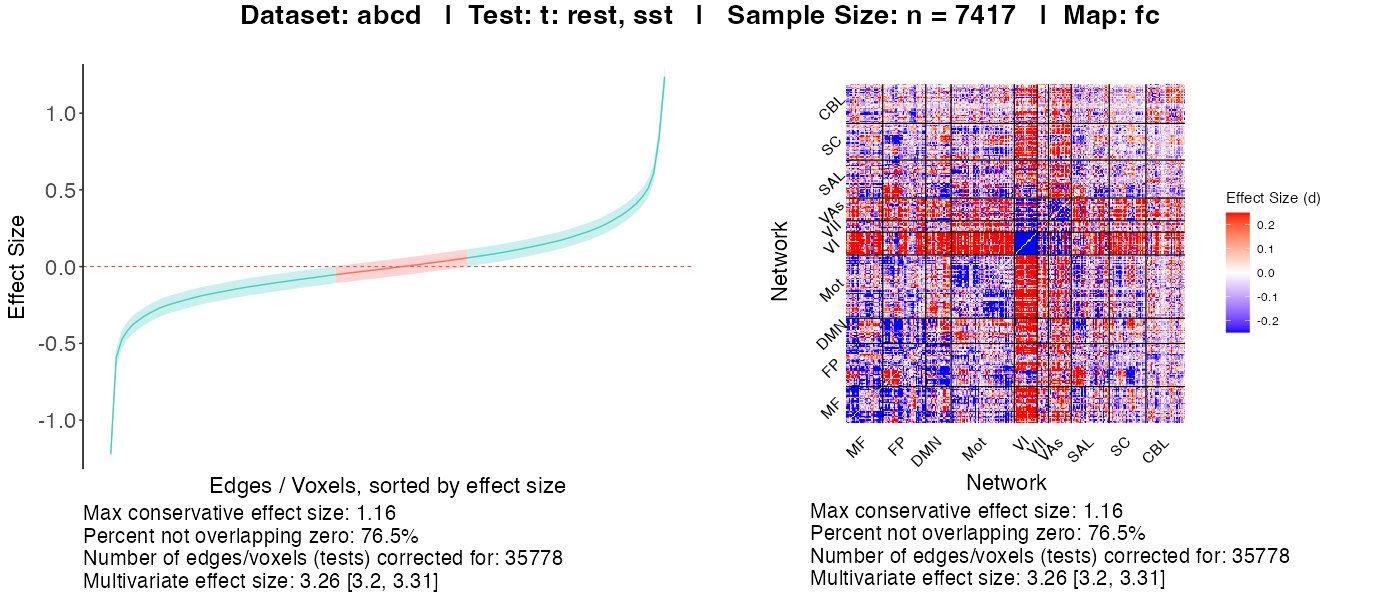 Dataset: abcd | Test: t: rest, sst | Sample Size: n = 7417 | Map: fc
Effect Size
1.0
0.5
0.0
-0.5
-1.0
Edges / Voxels, sorted by effect size
Max conservative effect size: 1.16
Percent not overlapping zero: 76.5%
Number of edges/voxels (tests) corrected for: 35778
Multivariate effect size: 3.26 [3.2, 3.31]
Network
CBL
SC
SAL
VAs
VII
VI
Mot
DMN
FP
MF
MF
FP
DMN
Mot
VI
VII
VAs
SAL
SC
CBL
Network
Effect Size (d)
0.2
0.1
0.0
-0.1
-0.2
Max conservative effect size: 1.16
Percent not overlapping zero: 76.5%
Number of edges/voxels (tests) corrected for: 35778
Multivariate effect size: 3.26 [3.2, 3.31]